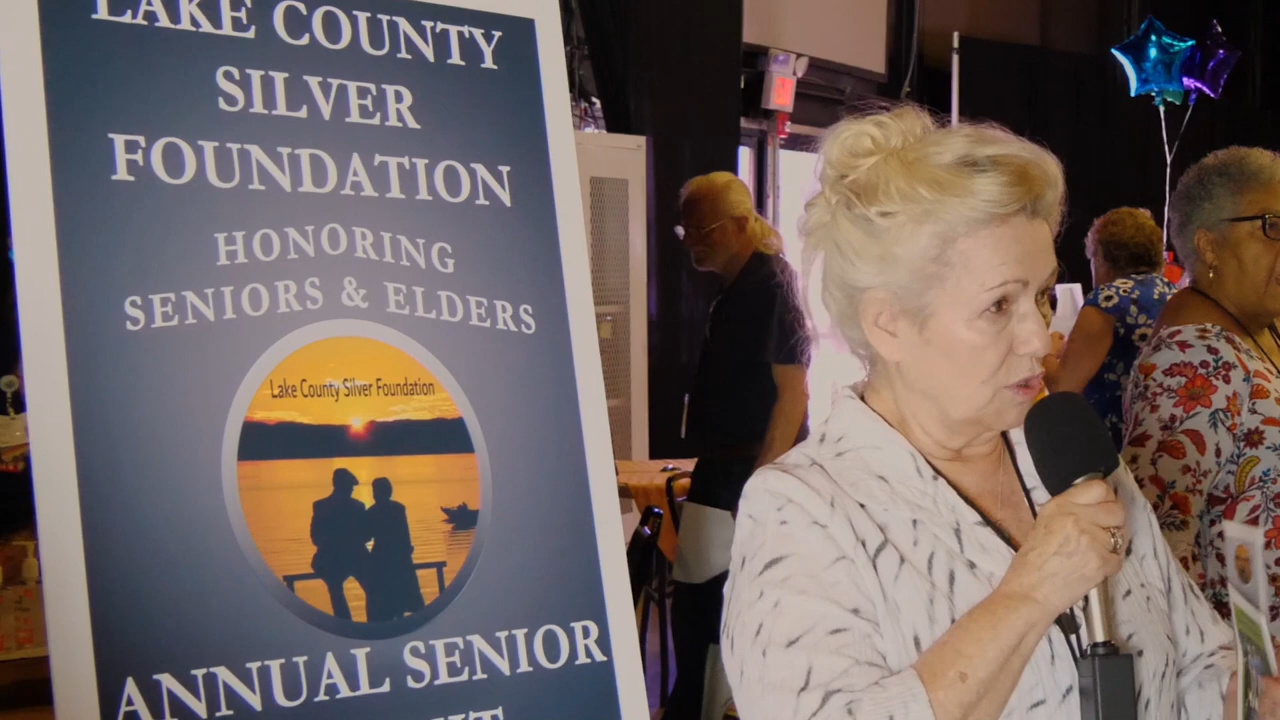 LAKE COUNTY
SILVER
FOUNDATION
HONORING
SENIORS & ELDERS
Lake County Silver Foundation
ANNUAL SENIOR